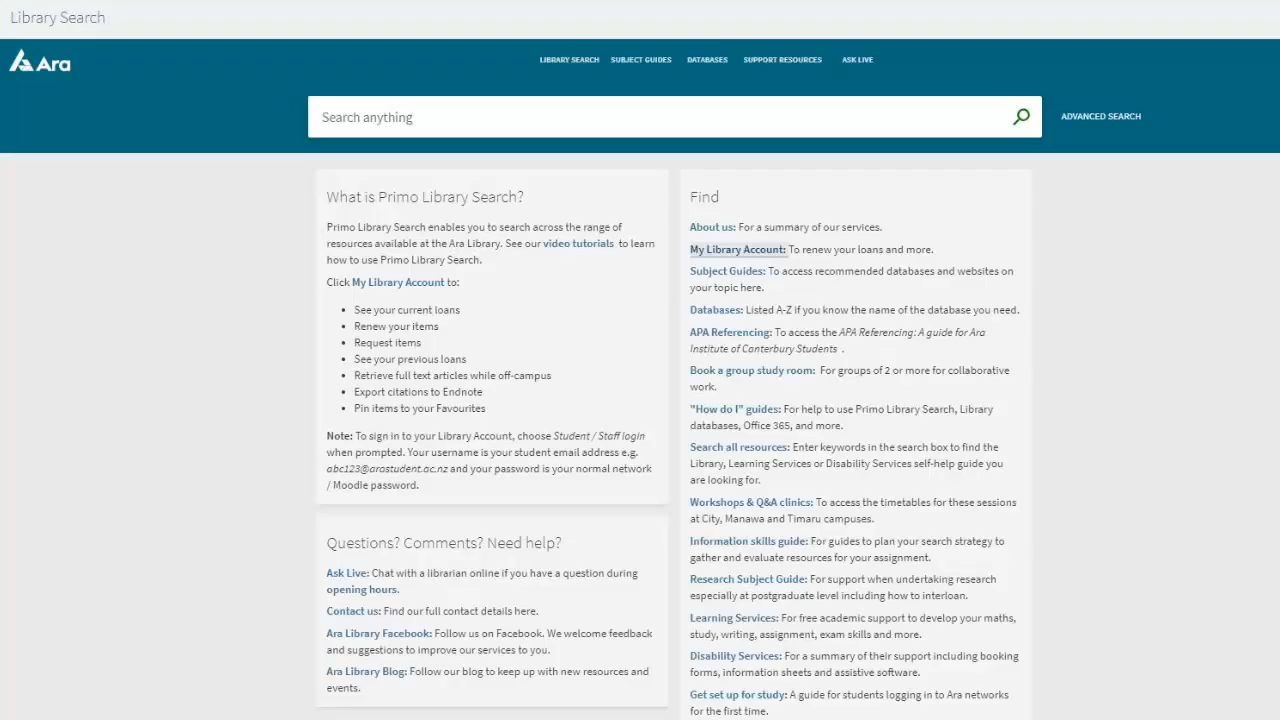 Library Search
Ara
LIBRARY SEARCH SUBJECT GUIDES DATABASES SUPPORT RESOURCES ASK LIVE
Search anything
ADVANCED SEARCH
What is Primo Library Search?
Primo Library Search enables you to search across the range of
resources available at the Ara Library. See our video tutorials to learn
how to use Primo Library Search.
Click My Library Account to:
• See your current loans
• Renew your items
• Request items
• See your previous loans
• Retrieve full text articles while off-campus
• Export citations to Endnote
• Pin items to your Favourites
Note: To sign in to your Library Account, choose Student / Staff login
when prompted. Your username is your student email address e.g.
abc123@arastudent.ac.nz and your password is your normal network
/ Moodle password.
Questions? Comments? Need help?
Ask Live: Chat with a librarian online if you have a question during
opening hours.
Contact us: Find our full contact details here.
Ara Library Facebook: Follow us on Facebook. We welcome feedback
and suggestions to improve our services to you.
Ara Library Blog: Follow our blog to keep up with new resources and
events.
Find
About us: For a summary of our services.
My Library Account: To renew your loans and more.
Subject Guides: To access recommended databases and websites on
your topic here.
Databases: Listed A-Z if you know the name of the database you need.
APA Referencing: To access the APA Referencing: A guide for Ara
Institute of Canterbury Students .
Book a group study room: For groups of 2 or more for collaborative
work.
"How do I" guides: For help to use Primo Library Search, Library
databases, Office 365, and more.
Search all resources: Enter keywords in the search box to find the
Library, Learning Services or Disability Services self-help guide you
are looking for.
Workshops & Q&A clinics: To access the timetables for these sessions
at City, Manawa and Timaru campuses.
Information skills guide: For guides to plan your search strategy to
gather and evaluate resources for your assignment.
Research Subject Guide: For support when undertaking research
especially at postgraduate level including how to interloan.
Learning Services: For free academic support to develop your maths,
study, writing, assignment, exam skills and more.
Disability Services: For a summary of their support including booking
forms, information sheets and assistive software.
Get set up for study: A guide for students logging in to Ara networks
for the first time.